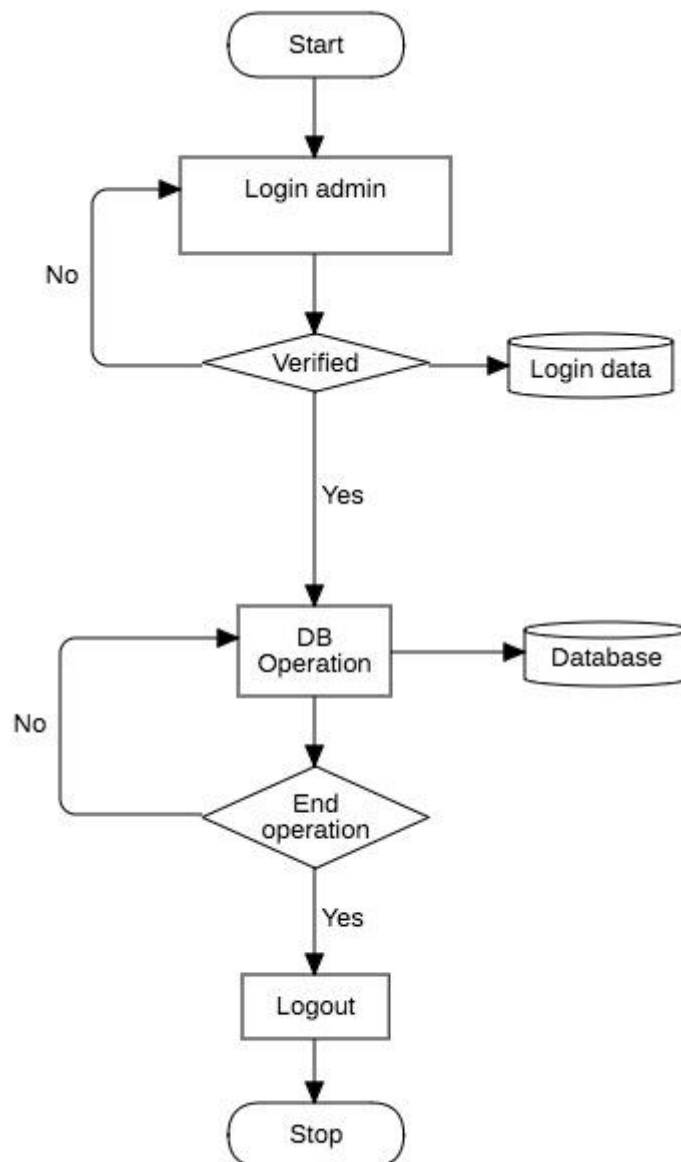 Start
Login admin
No
Verified
Login data
Yes
DB
Operation
Database
No
End
operation
Yes
Logout
Stop